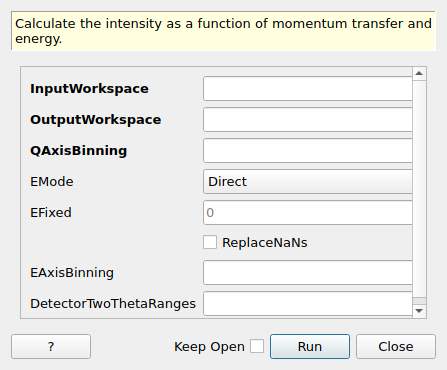 Calculate the intensity as a function of momentum transfer and
energy.
InputWorkspace
OutputWorkspace
QAxisBinning
EMode Direct
EFixed 0
ReplaceNaNs
EAxisBinning
DetectorTwoThetaRanges
? Keep Open Run Close